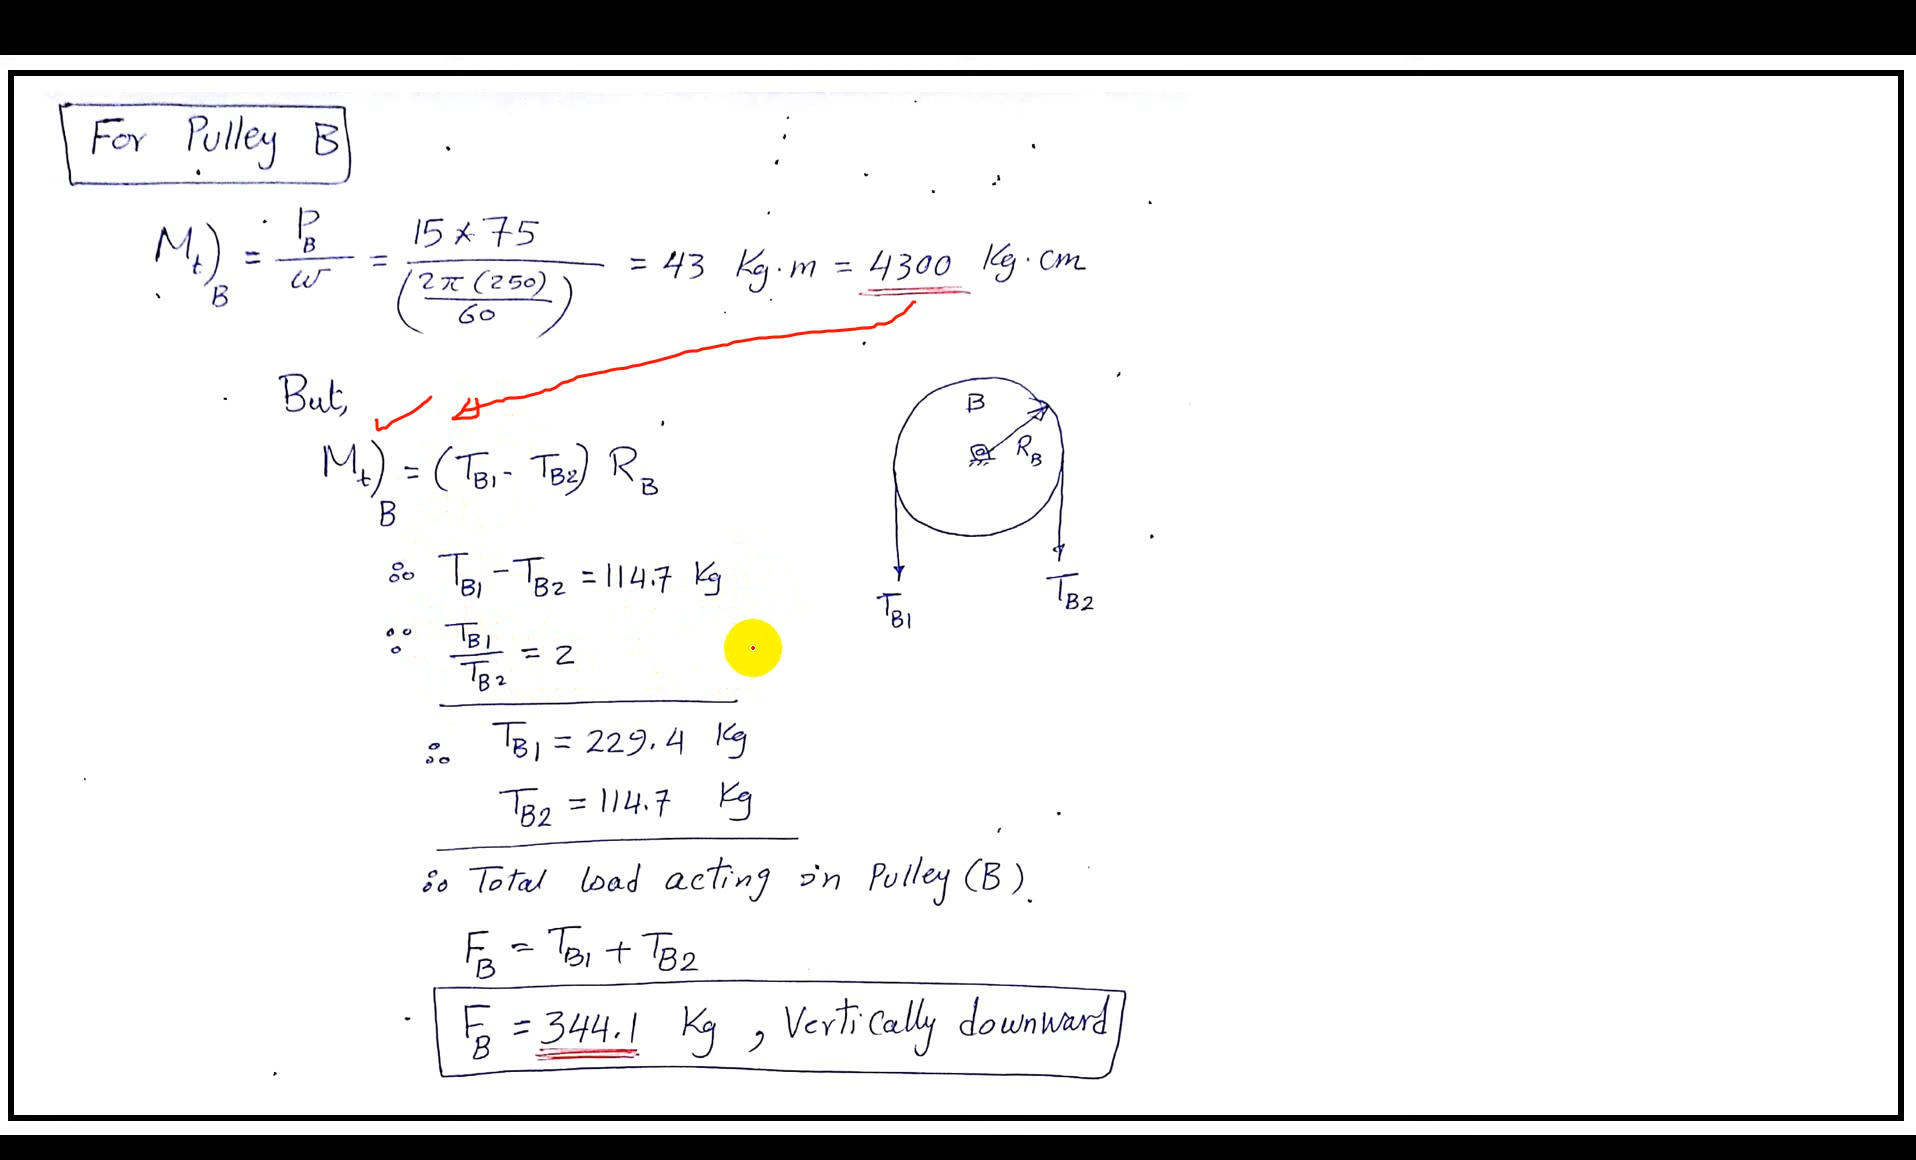 For Pulley B
Mt)B = PB/ω = 15 × 75 / (2π(250)/60) = 43 Kg.m = 4300 Kg.cm
But,
Mt)B = (TB1 - TB2) RB
∴ TB1 - TB2 = 114.7 Kg
∵ TB1/TB2 = 2
∴ TB1 = 229.4 Kg
TB2 = 114.7 Kg
∴ Total load acting on Pulley (B).
FB = TB1 + TB2
FB = 344.1 Kg, Vertically downward
B
RB
TB1
TB2